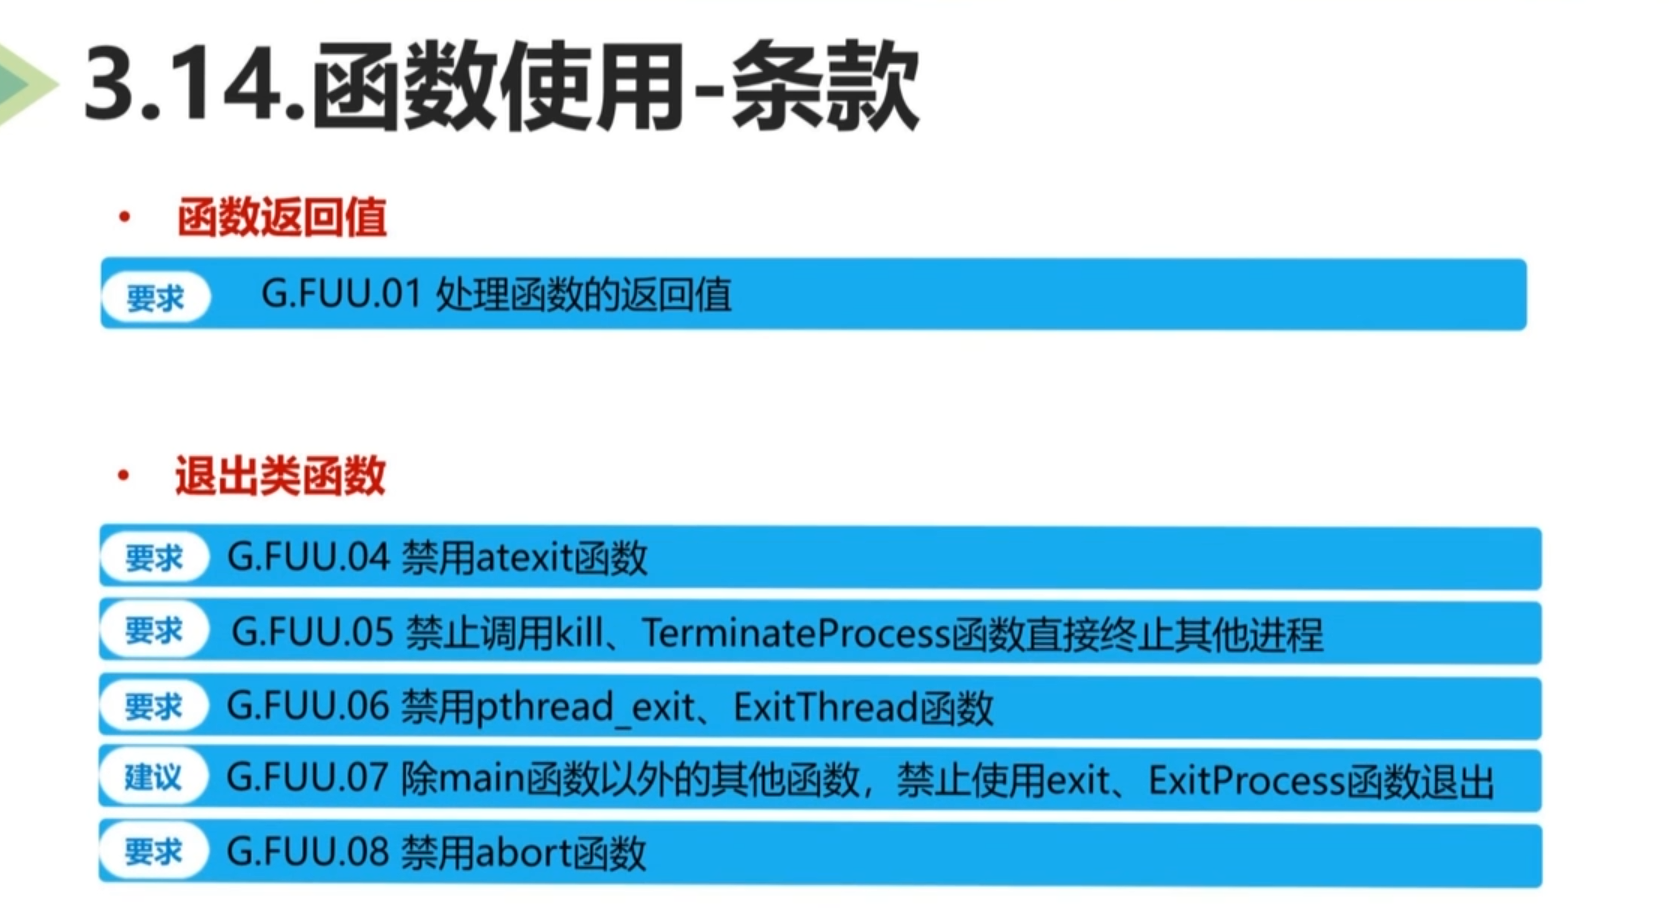 3.14.函数使用-条款
• 函数返回值
要求 G.FUU.01 处理函数的返回值
• 退出类函数
要求 G.FUU.04 禁用atexit函数
要求 G.FUU.05 禁止调用kill、TerminateProcess函数直接终止其他进程
要求 G.FUU.06 禁用pthread_exit、ExitThread函数
建议 G.FUU.07 除main函数以外的其他函数，禁止使用exit、ExitProcess函数退出
要求 G.FUU.08 禁用abort函数